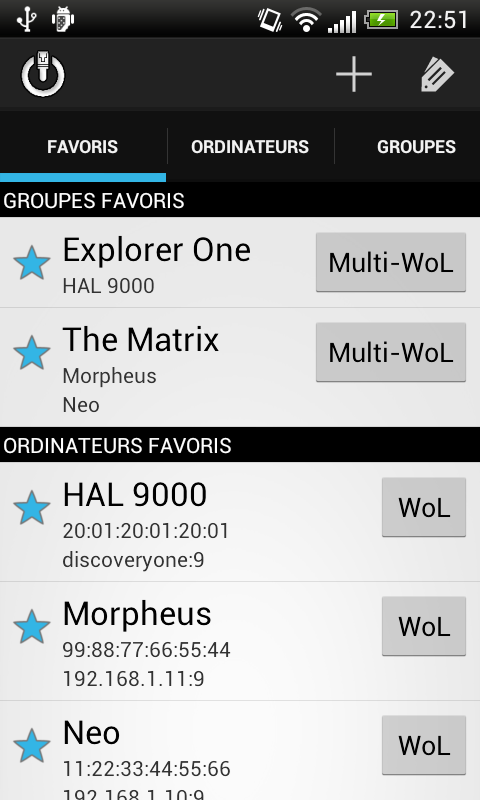 22:51
FAVORIS
ORDINATEURS
GROUPES
GROUPES FAVORIS
Explorer One
HAL 9000
Multi-WoL
The Matrix
Morpheus
Neo
Multi-WoL
ORDINATEURS FAVORIS
HAL 9000
20:01:20:01:20:01
discoveryone:9
WoL
Morpheus
99:88:77:66:55:44
192.168.1.11:9
WoL
Neo
11:22:33:44:55:66
192.168.1.10:9
WoL